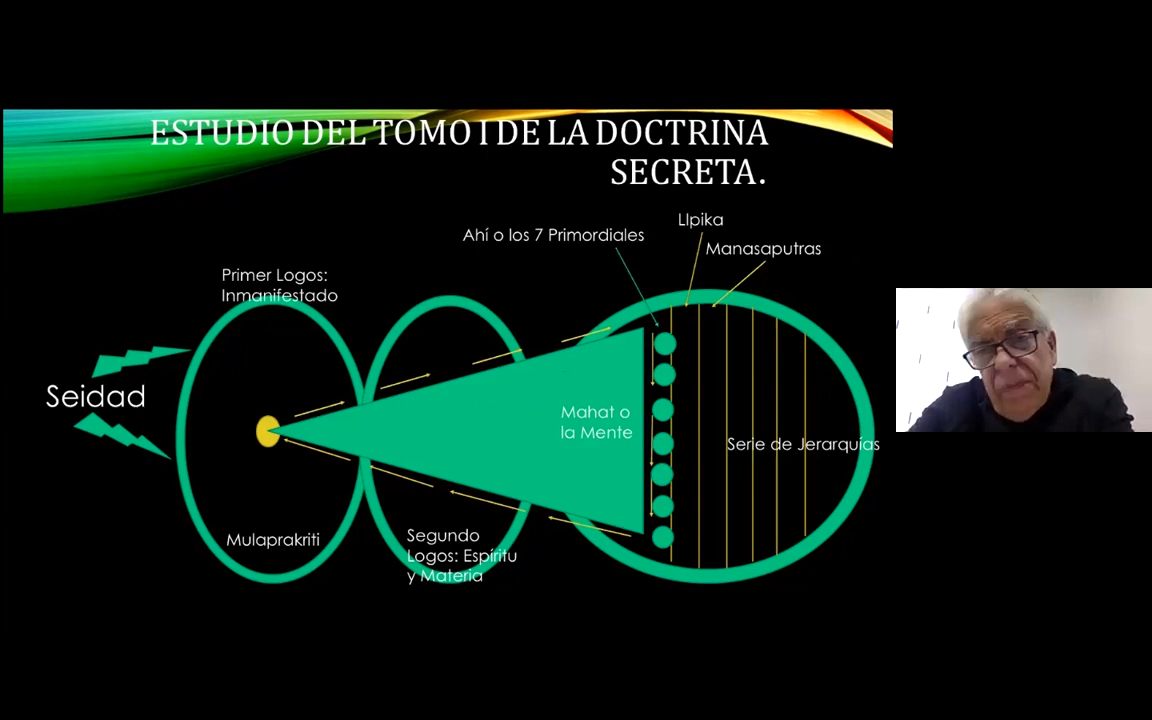 ESTUDIO DEL TOMO I DE LA DOCTRINA
SECRETA.
LIpika
Ahí o los 7 Primordiales
Manasaputras
Primer Logos:
Inmanifestado
Seidad
Mahat o
la Mente
Serie de Jerarquías
Mulaprakriti
Segundo
Logos: Espíritu
y Materia